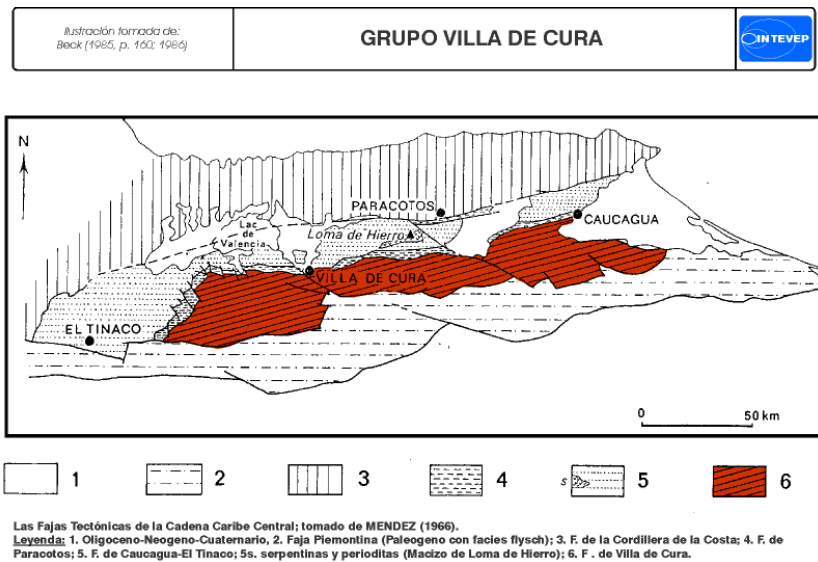 Ilustración tomada de:
Beck (1985, p. 160; 1986)
GRUPO VILLA DE CURA
INTEVEP
N
PARACOTOS
CAUCAGUA
Lac
de
Valencia
Loma de Hierro
VILLA DE CURA
EL TINACO
0 50 km
1 2 3 4 s 5 6
Las Fajas Tectónicas de la Cadena Caribe Central; tomado de MENDEZ (1966).
Leyenda: 1. Oligoceno-Neogeno-Cuaternario, 2. Faja Piemontina (Paleogeno con facies flysch); 3. F. de la Cordillera de la Costa; 4. F. de
Paracotos; 5. F. de Caucagua-El Tinaco; 5s. serpentinas y perioditas (Macizo de Loma de Hierro); 6. F . de Villa de Cura.